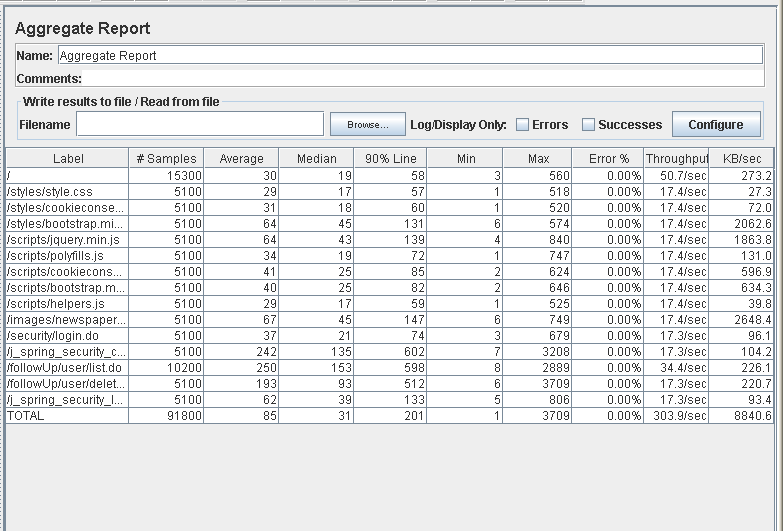 Aggregate Report
Name: Aggregate Report
Comments:
Write results to file / Read from file
Filename Browse... Log/Display Only: Errors Successes Configure
Label # Samples Average Median 90% Line Min Max Error % Throughput KB/sec
/ 15300 30 19 58 3 560 0.00% 50.7/sec 273.2
/styles/style.css 5100 29 17 57 1 518 0.00% 17.4/sec 27.3
/styles/cookieconse... 5100 31 18 60 1 520 0.00% 17.4/sec 72.0
/styles/bootstrap.mi... 5100 64 45 131 6 574 0.00% 17.4/sec 2062.6
/scripts/jquery.min.js 5100 64 43 139 4 840 0.00% 17.4/sec 1863.8
/scripts/polyfills.js 5100 34 19 72 1 747 0.00% 17.4/sec 131.0
/scripts/cookiecons... 5100 41 25 85 2 624 0.00% 17.4/sec 596.9
/scripts/bootstrap.m... 5100 40 25 82 2 646 0.00% 17.4/sec 634.3
/scripts/helpers.js 5100 29 17 59 1 525 0.00% 17.4/sec 39.8
/images/newspaper... 5100 67 45 147 6 749 0.00% 17.4/sec 2648.4
/security/login.do 5100 37 21 74 3 679 0.00% 17.3/sec 96.1
/j_spring_security_c... 5100 242 135 602 7 3208 0.00% 17.3/sec 104.2
/followUp/user/list.do 10200 250 153 598 8 2889 0.00% 34.4/sec 226.1
/followUp/user/delet... 5100 193 93 512 6 3709 0.00% 17.3/sec 220.7
/j_spring_security_l... 5100 62 39 133 5 806 0.00% 17.3/sec 93.4
TOTAL 91800 85 31 201 1 3709 0.00% 303.9/sec 8840.6